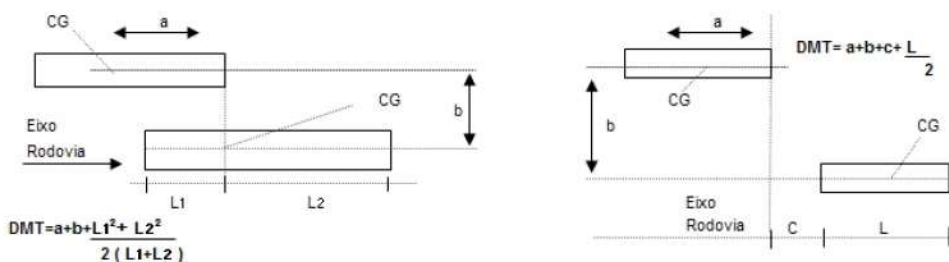 CG
a
b
CG
Eixo
Rodovia
L1
L2
DMT=a+b+L1²+ L2²
2 ( L1+L2 )
a
DMT= a+b+c+ L
2
CG
b
CG
Eixo
Rodovia
C
L